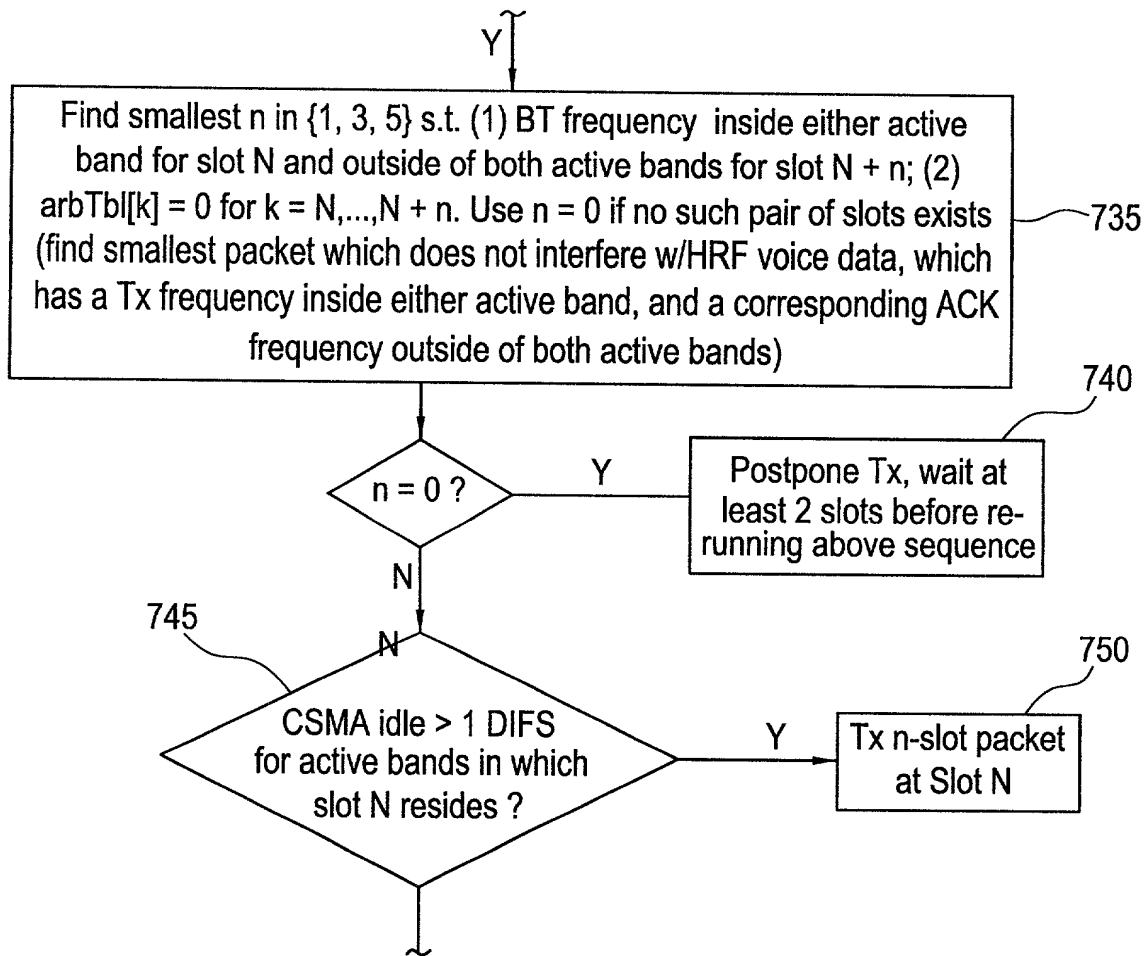 Y
Find smallest n in {1, 3, 5} s.t. (1) BT frequency inside either active
band for slot N and outside of both active bands for slot N + n; (2)
arbTbl[k] = 0 for k = N,...,N + n. Use n = 0 if no such pair of slots exists
(find smallest packet which does not interfere w/HRF voice data, which
has a Tx frequency inside either active band, and a corresponding ACK
frequency outside of both active bands)
735
740
n = 0 ?
Y
Postpone Tx, wait at
least 2 slots before re-
running above sequence
N
745
N
CSMA idle > 1 DIFS
for active bands in which
slot N resides ?
Y
750
Tx n-slot packet
at Slot N